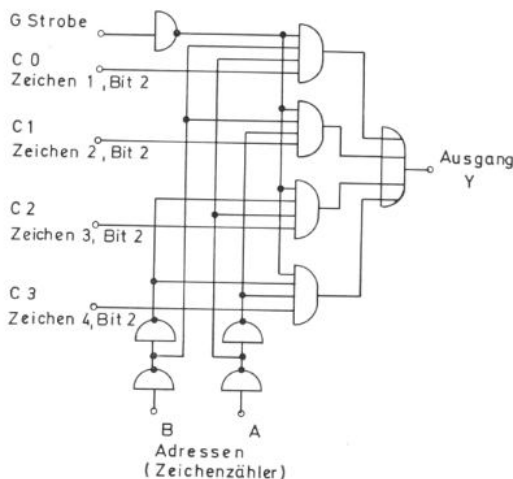 G Strobe
C 0
Zeichen 1, Bit 2
C 1
Zeichen 2, Bit 2
C 2
Zeichen 3, Bit 2
C 3
Zeichen 4, Bit 2
Ausgang
Y
B A
Adressen
(Zeichenzähler)